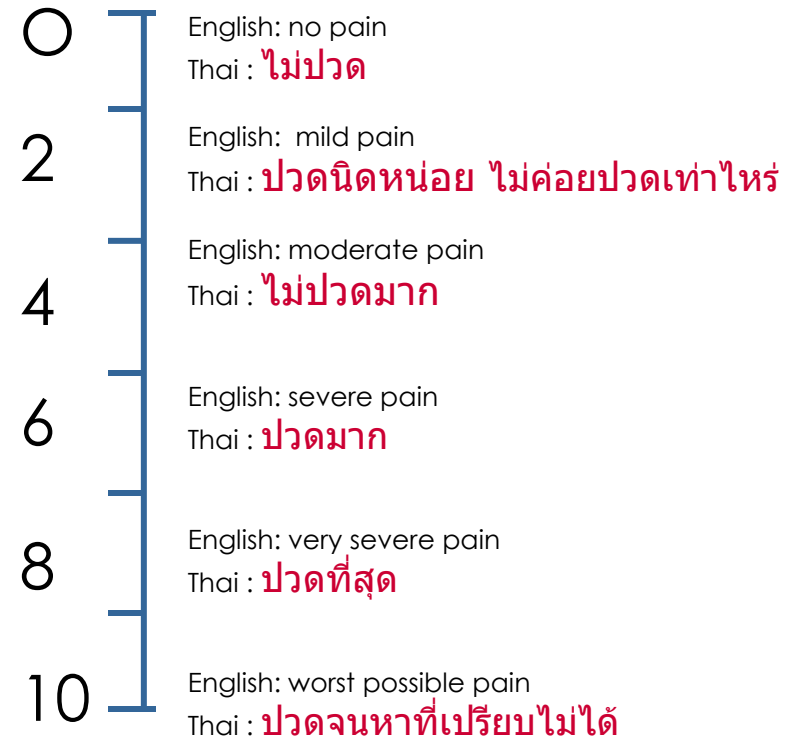 0
English: no pain
Thai : ไม่ปวด
2
English: mild pain
Thai : ปวดนิดหน่อย ไม่ค่อยปวดเท่าไหร่
4
English: moderate pain
Thai : ไม่ปวดมาก
6
English: severe pain
Thai : ปวดมาก
8
English: very severe pain
Thai : ปวดที่สุด
10
English: worst possible pain
Thai : ปวดจนหาที่เปรียบไม่ได้